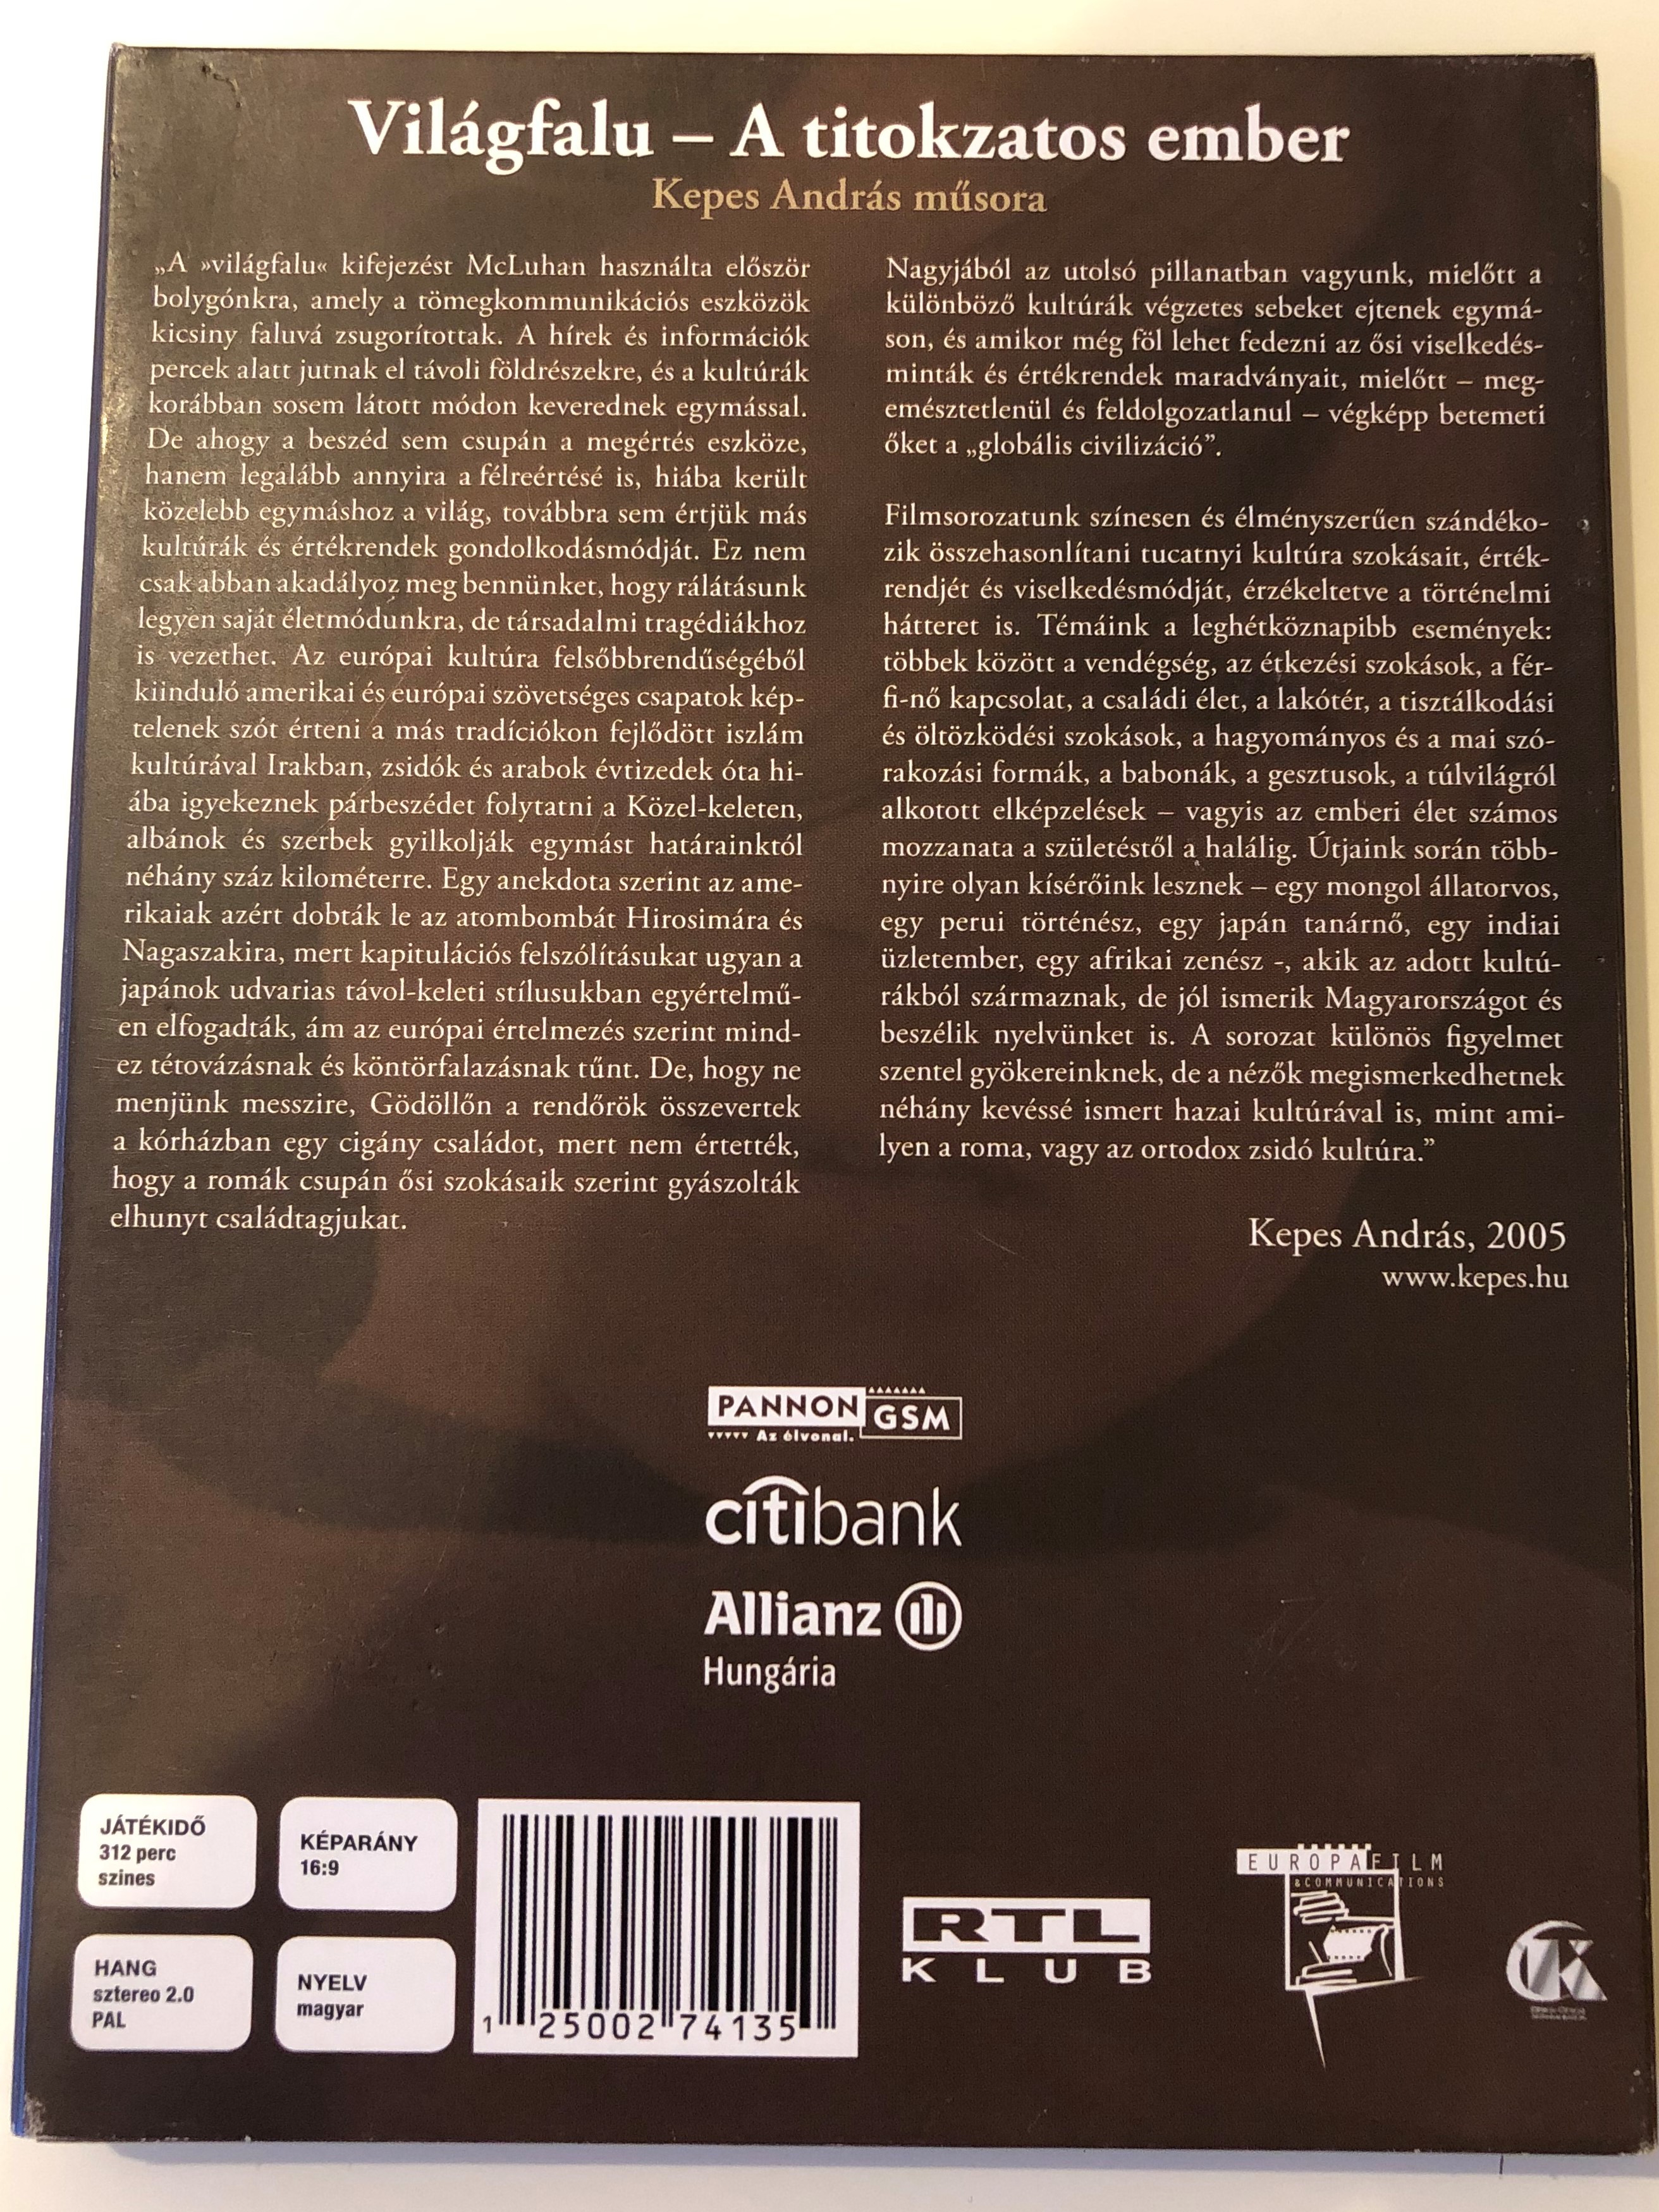 Világfalu – A titokzatos ember
Kepes András műsora
„A »világfalu« kifejezést McLuhan használta először
bolygónkra, amely a tömegkommunikációs eszközök
kicsiny faluvá zsugorítottak. A hírek és információk
percek alatt jutnak el távoli földrészekre, és a kultúrák
korábban sosem látott módon keverednek egymással.
De ahogy a beszéd sem csupán a megértés eszköze,
hanem legalább annyira a félreértésé is, hiába került
közelebb egymáshoz a világ, továbbra sem értjük más
kultúrák és értékrendek gondolkodásmódját. Ez nem
csak abban akadályoz meg bennünket, hogy rálátásunk
legyen saját életmódunkra, de társadalmi tragédiákhoz
is vezethet. Az európai kultúra felsőbbrendűségéből
kiinduló amerikai és európai szövetséges csapatok kép-
telenek szót érteni a más tradíciókon fejlődött iszlám
kultúrával Irakban, zsidók és arabok évtizedek óta hi-
ába igyekeznek párbeszédet folytatni a Közel-keleten,
albánok és szerbek gyilkolják egymást határainktól
néhány száz kilométerre. Egy anekdota szerint az ame-
rikaiak azért dobták le az atombombát Hirosimára és
Nagaszakira, mert kapitulációs felszólításukat ugyan a
japánok udvarias távol-keleti stílusukban egyértelmű-
en elfogadták, ám az európai értelmezés szerint mind-
ez tétovázásnak és köntörfalazásnak tűnt. De, hogy ne
menjünk messzire, Gödöllőn a rendőrök összevertek
a kórházban egy cigány családot, mert nem értették,
hogy a romák csupán ősi szokásaik szerint gyászolták
elhunyt családtagjukat.
Nagyjából az utolsó pillanatban vagyunk, mielőtt a
különböző kultúrák végzetes sebeket ejtenek egymá-
son, és amikor még föl lehet fedezni az ősi viselkedés-
minták és értékrendek maradványait, mielőtt – meg-
emésztetlenül és feldolgozatlanul – végképp betemeti
őket a „globális civilizáció”.
Filmsorozatunk színesen és élményszerűen szándéko-
zik összehasonlítani tucatnyi kultúra szokásait, érték-
rendjét és viselkedésmódját, érzékeltetve a történelmi
hátteret is. Témáink a leghétköznapibb események:
többek között a vendégség, az étkezési szokások, a fér-
fi-nő kapcsolat, a családi élet, a lakótér, a tisztálkodási
és öltözködési szokások, a hagyományos és a mai szó-
rakozási formák, a babonák, a gesztusok, a túlvilágról
alkotott elképzelések – vagyis az emberi élet számos
mozzanata a születéstől a halálig. Útjaink során több-
nyire olyan kísérőink lesznek – egy mongol állatorvos,
egy perui történész, egy japán tanárnő, egy indiai
üzletember, egy afrikai zenész -, akik az adott kultú-
rákból származnak, de jól ismerik Magyarországot és
beszélik nyelvünket is. A sorozat különös figyelmet
szentel gyökereinknek, de a nézők megismerkedhetnek
néhány kevéssé ismert hazai kultúrával is, mint ami-
lyen a roma, vagy az ortodox zsidó kultúra.”
Kepes András, 2005
www.kepes.hu
PANNON GSM
Az élvonal.
citibank
Allianz
Hungária
JÁTÉKIDŐ
312 perc
szines
KÉPARÁNY
16:9
HANG
sztereo 2.0
PAL
NYELV
magyar
1 25002 74135
RTL
KLUB
EUROPA FILM
& COMMUNICATIONS